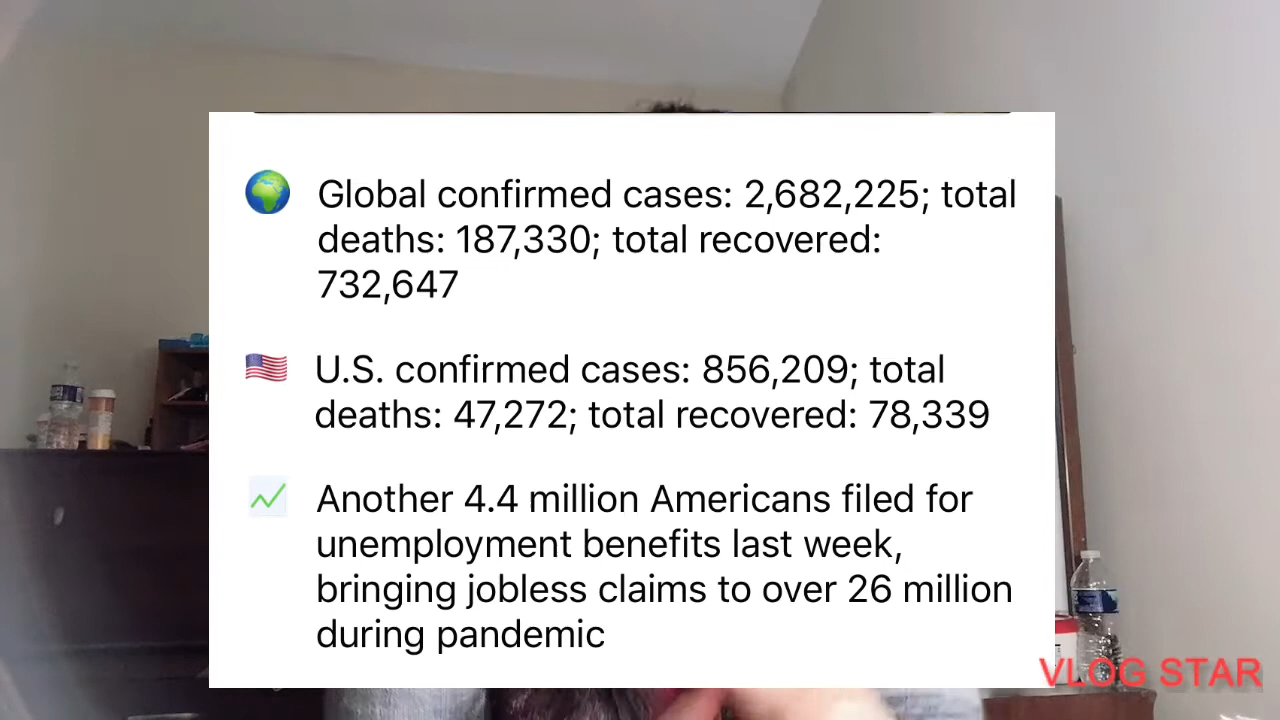 Global confirmed cases: 2,682,225; total
deaths: 187,330; total recovered:
732,647
U.S. confirmed cases: 856,209; total
deaths: 47,272; total recovered: 78,339
Another 4.4 million Americans filed for
unemployment benefits last week,
bringing jobless claims to over 26 million
during pandemic
VLOG STAR